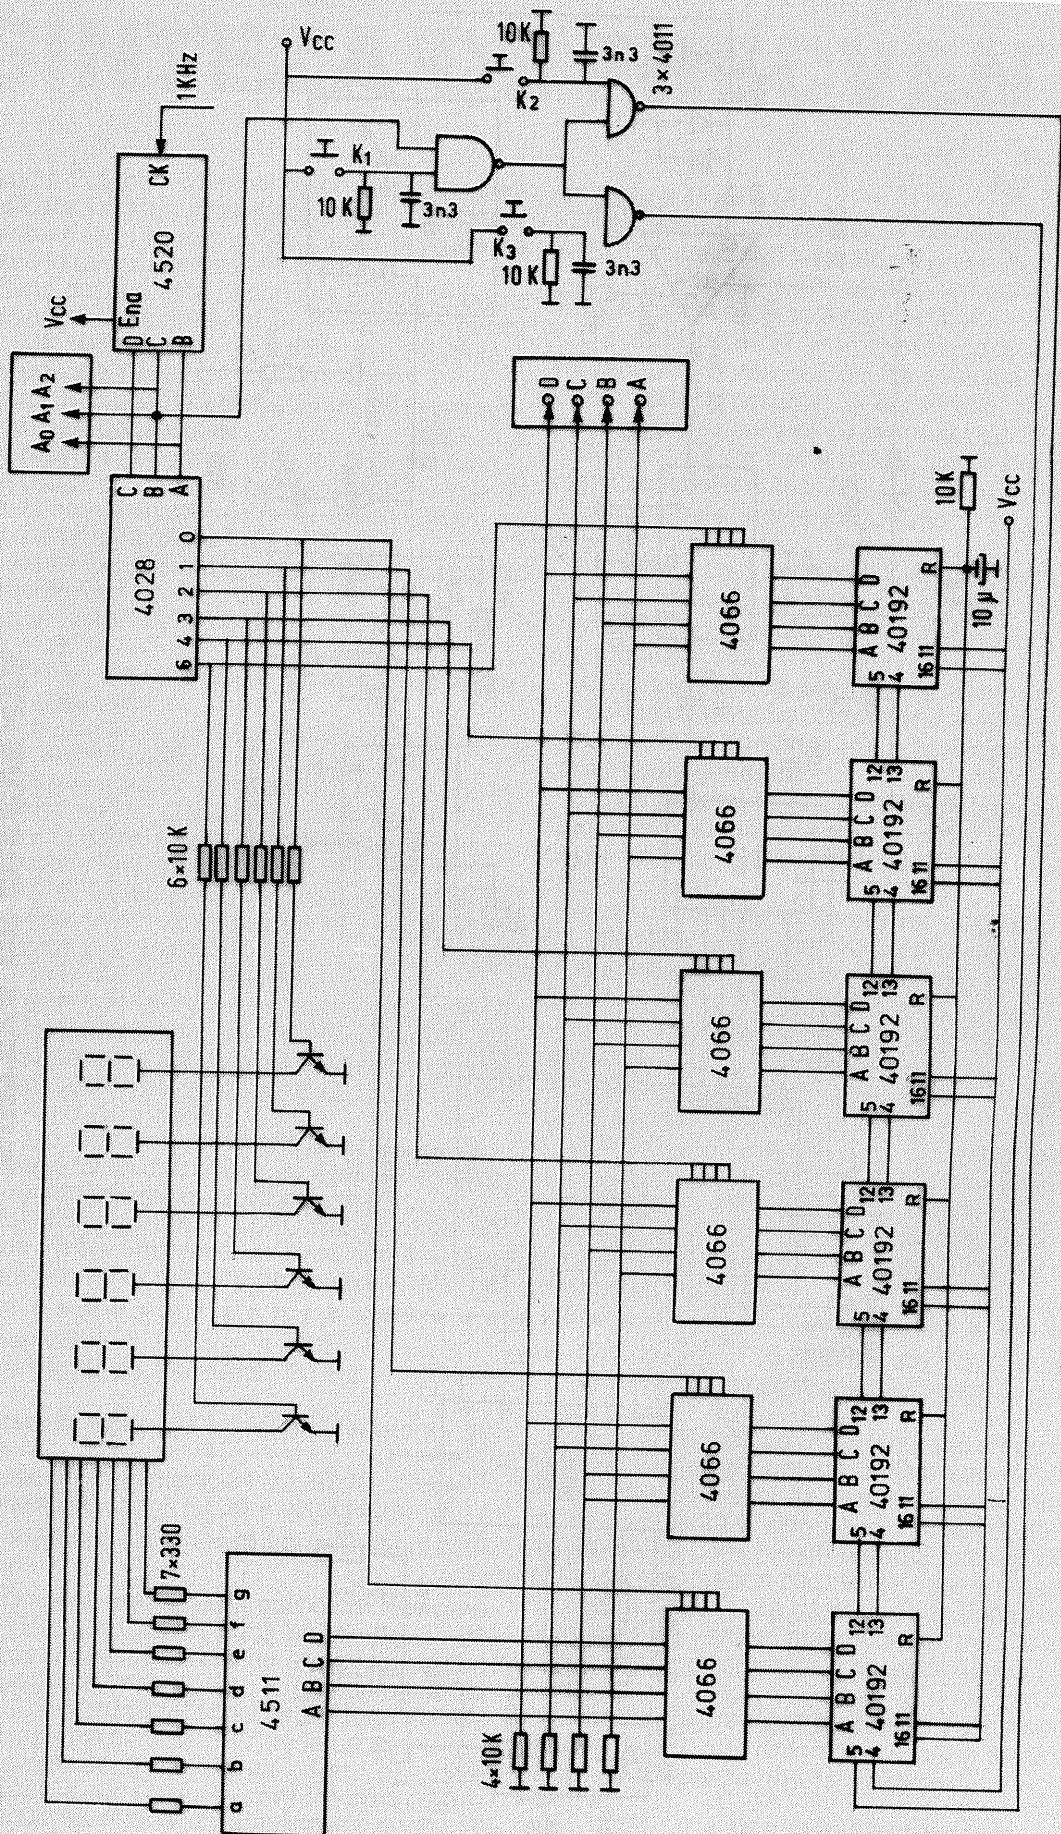 VCC
10K
3n3
3×4011
K2
1KHz
CK
4520
Ena
VCC
D C B
K1
10K
3n3
K3
10K
3n3
A0 A1 A2
C B A
4028
0 1 2 3 4 6
D
C
B
A
6×10K
7×330
a b c d e f g
4511
A B C D
4×10K
4066
4066
4066
4066
4066
4066
A B C D
5 4
40192
R
16 11
10K
10µ
VCC
A B C D
5 4
12 13
40192
R
16 11
A B C D
5 4
12 13
40192
R
16 11
A B C D
5 4
12 13
40192
R
16 11
A B C D
5 4
12 13
40192
R
16 11
A B C D
5 4
12 13
40192
R
16 11